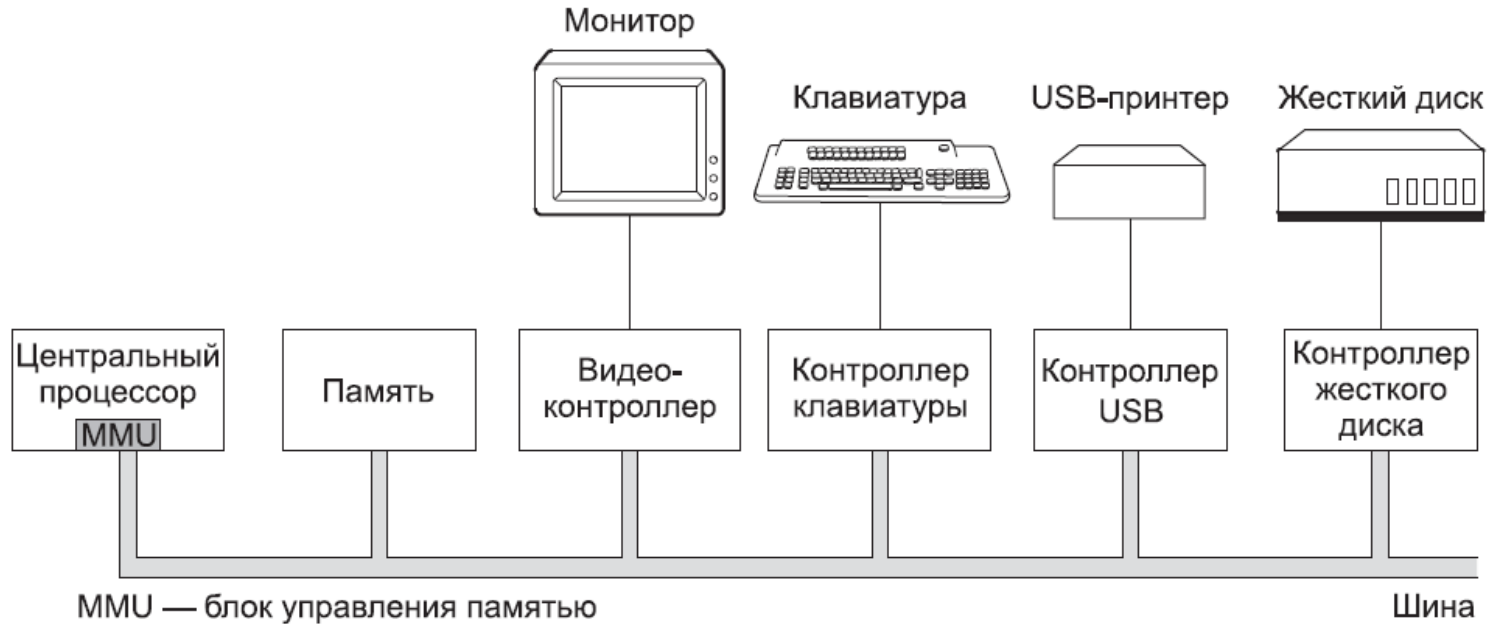 Монитор
Клавиатура
USB-принтер
Жесткий диск
Центральный
процессор
MMU
Память
Видео-
контроллер
Контроллер
клавиатуры
Контроллер
USB
Контроллер
жесткого
диска
MMU — блок управления памятью
Шина